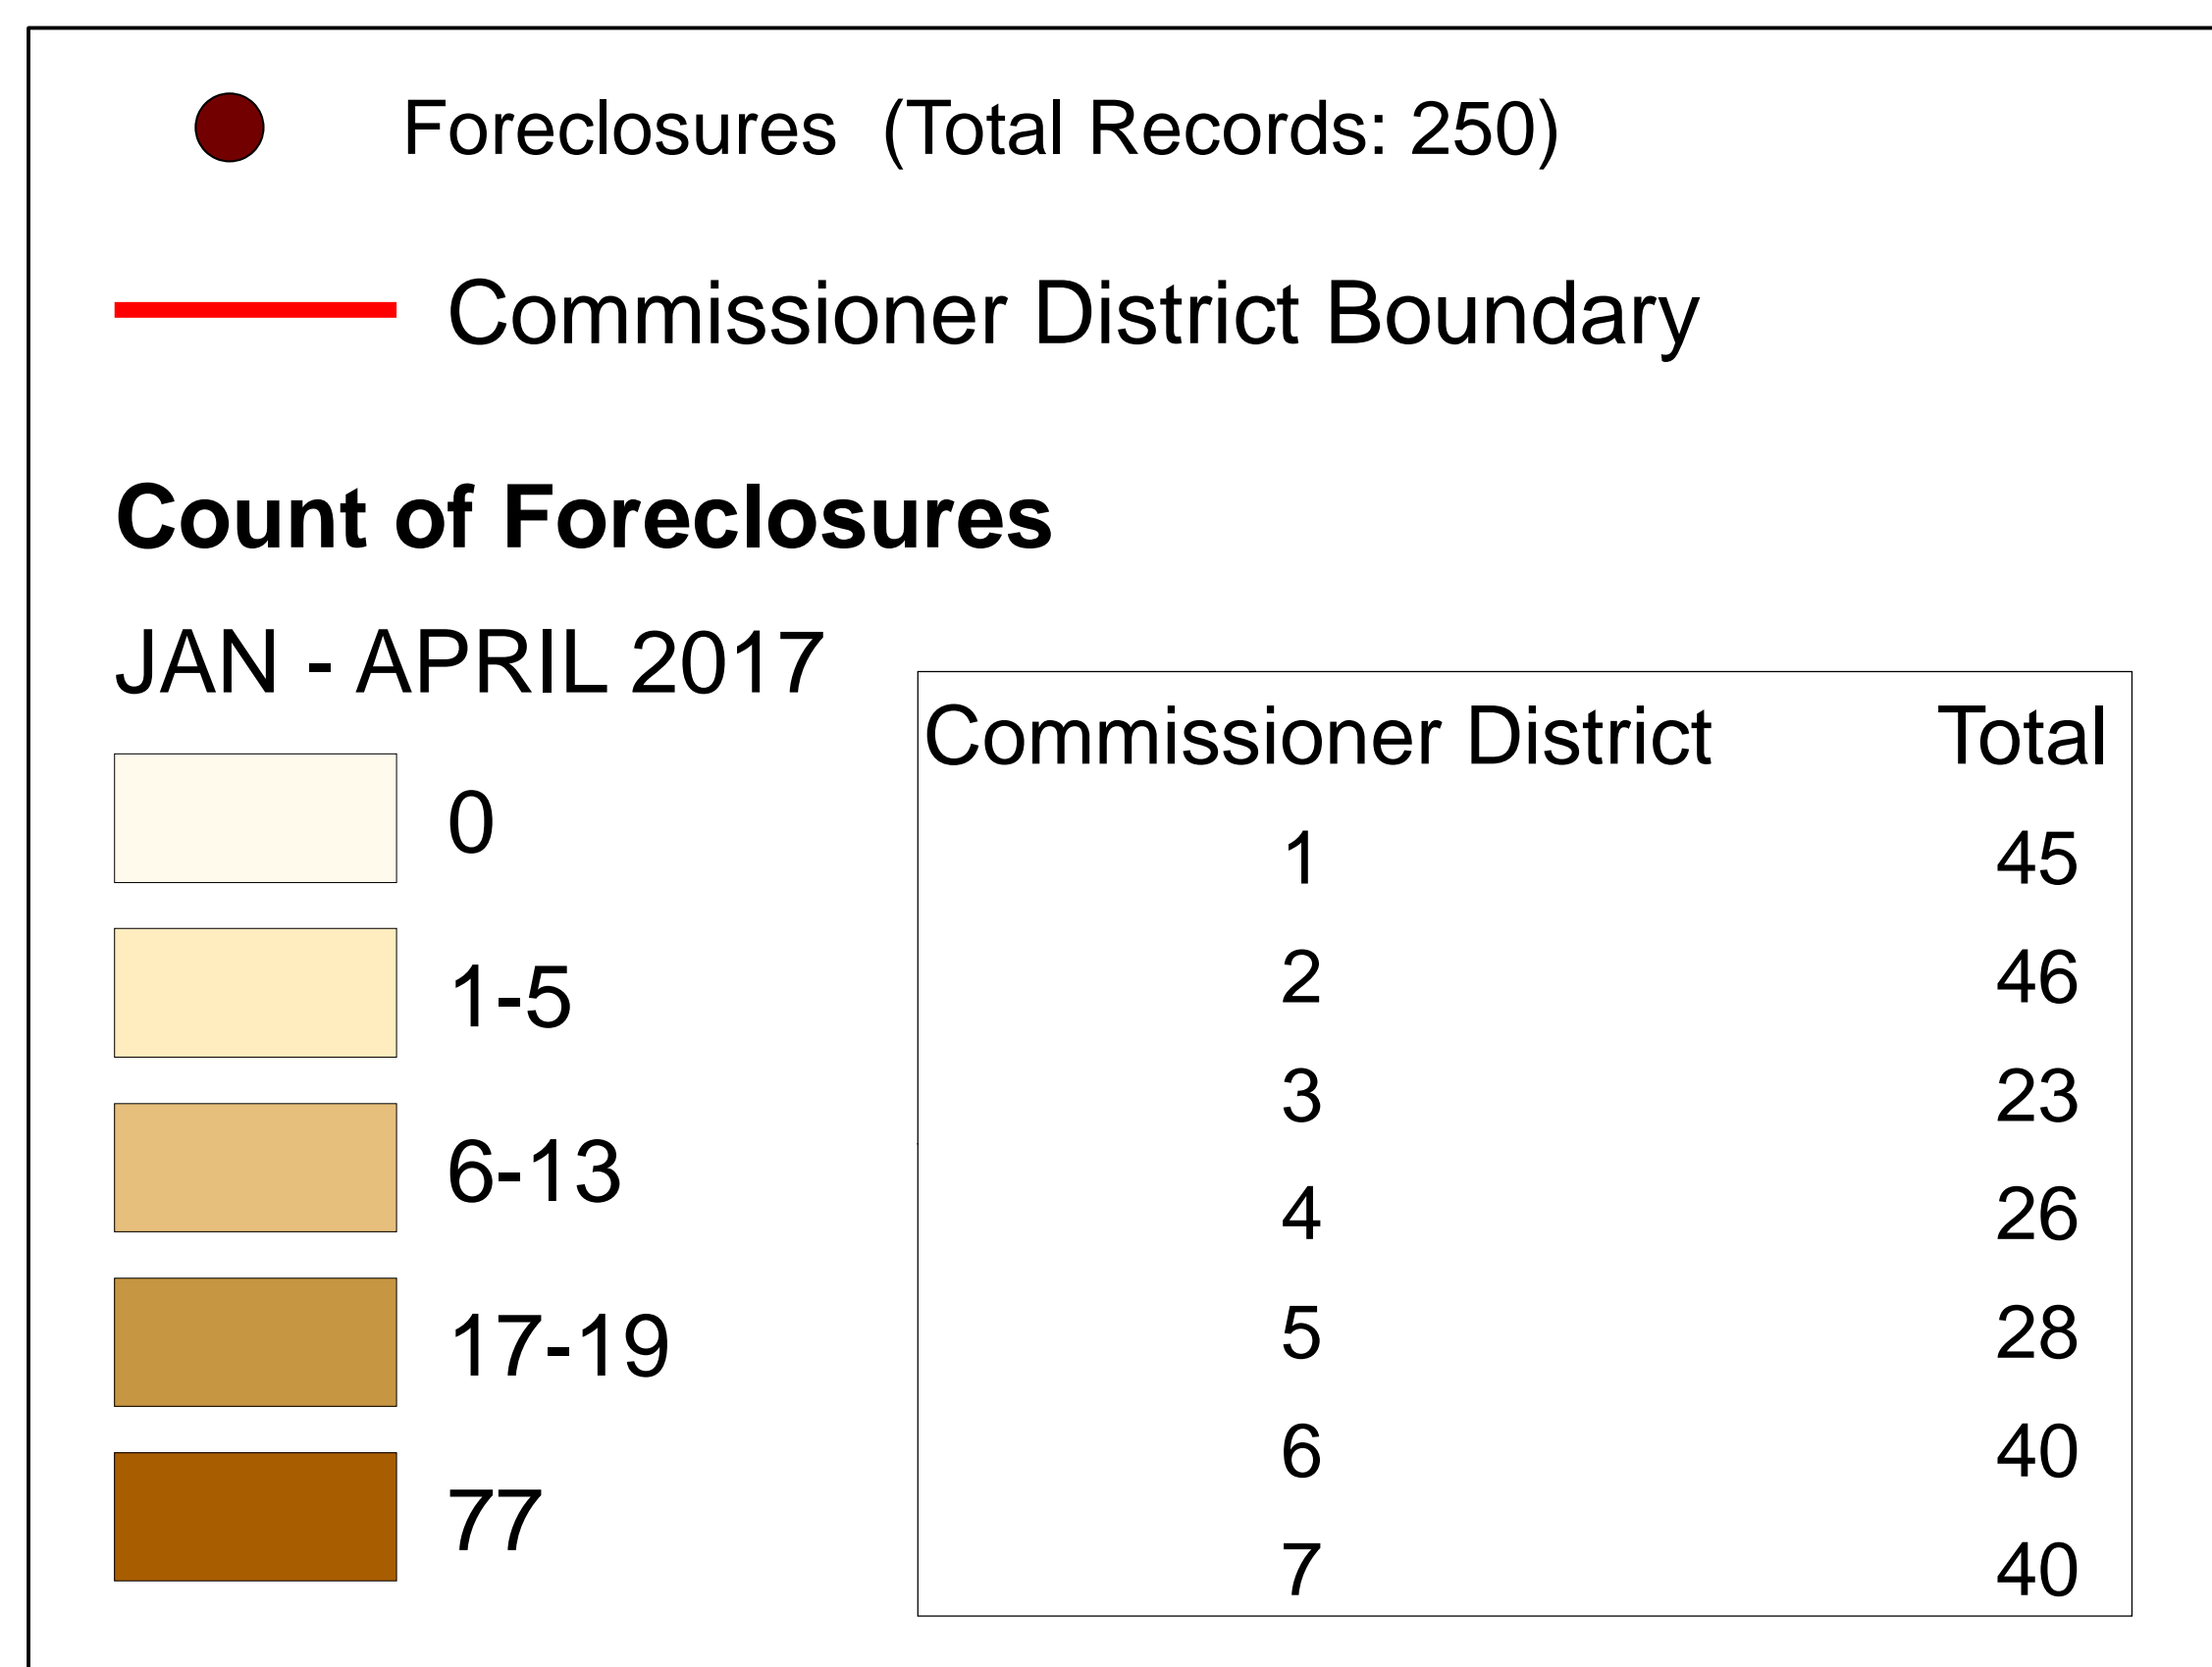 Foreclosures  (Total Records: 250)
Commissioner District Boundary
Count of Foreclosures
JAN - APRIL 2017
0
1-5
6-13
17-19
77
Commissioner District Total
1 45
2 46
3 23
4 26
5 28
6 40
7 40